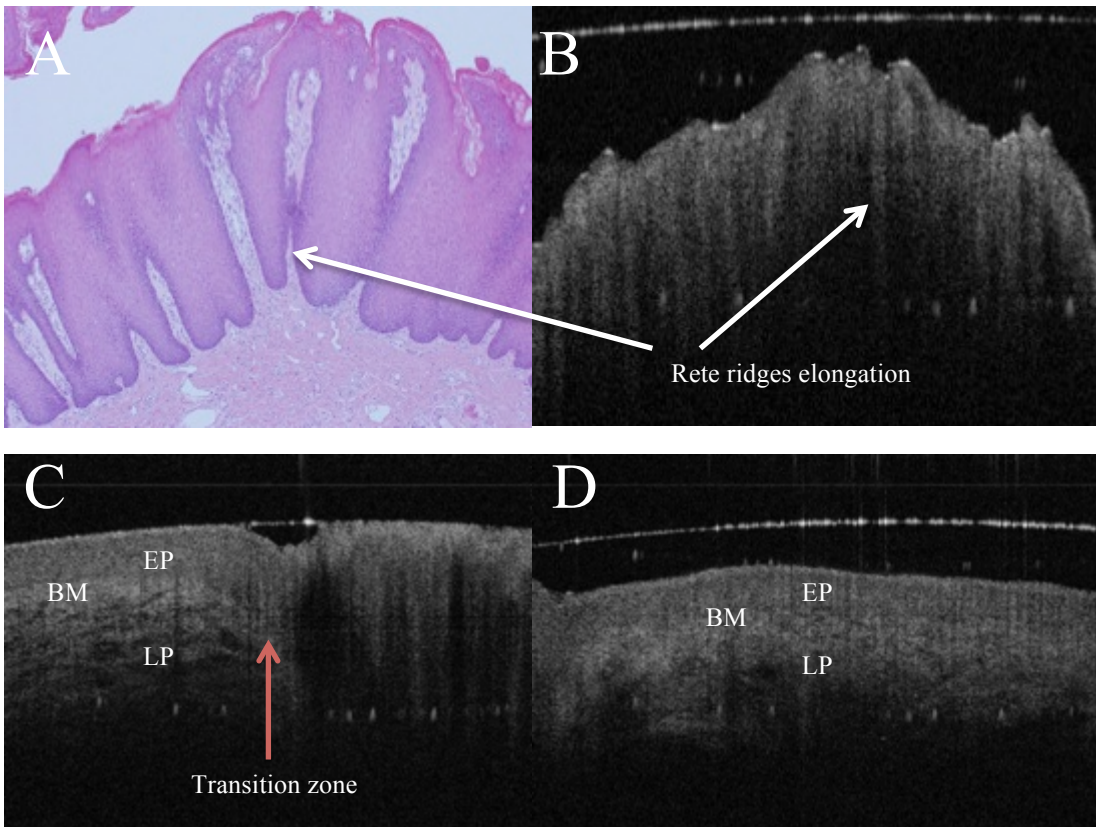 A
B
Rete ridges elongation
C
D
EP
BM
LP
EP
BM
LP
Transition zone